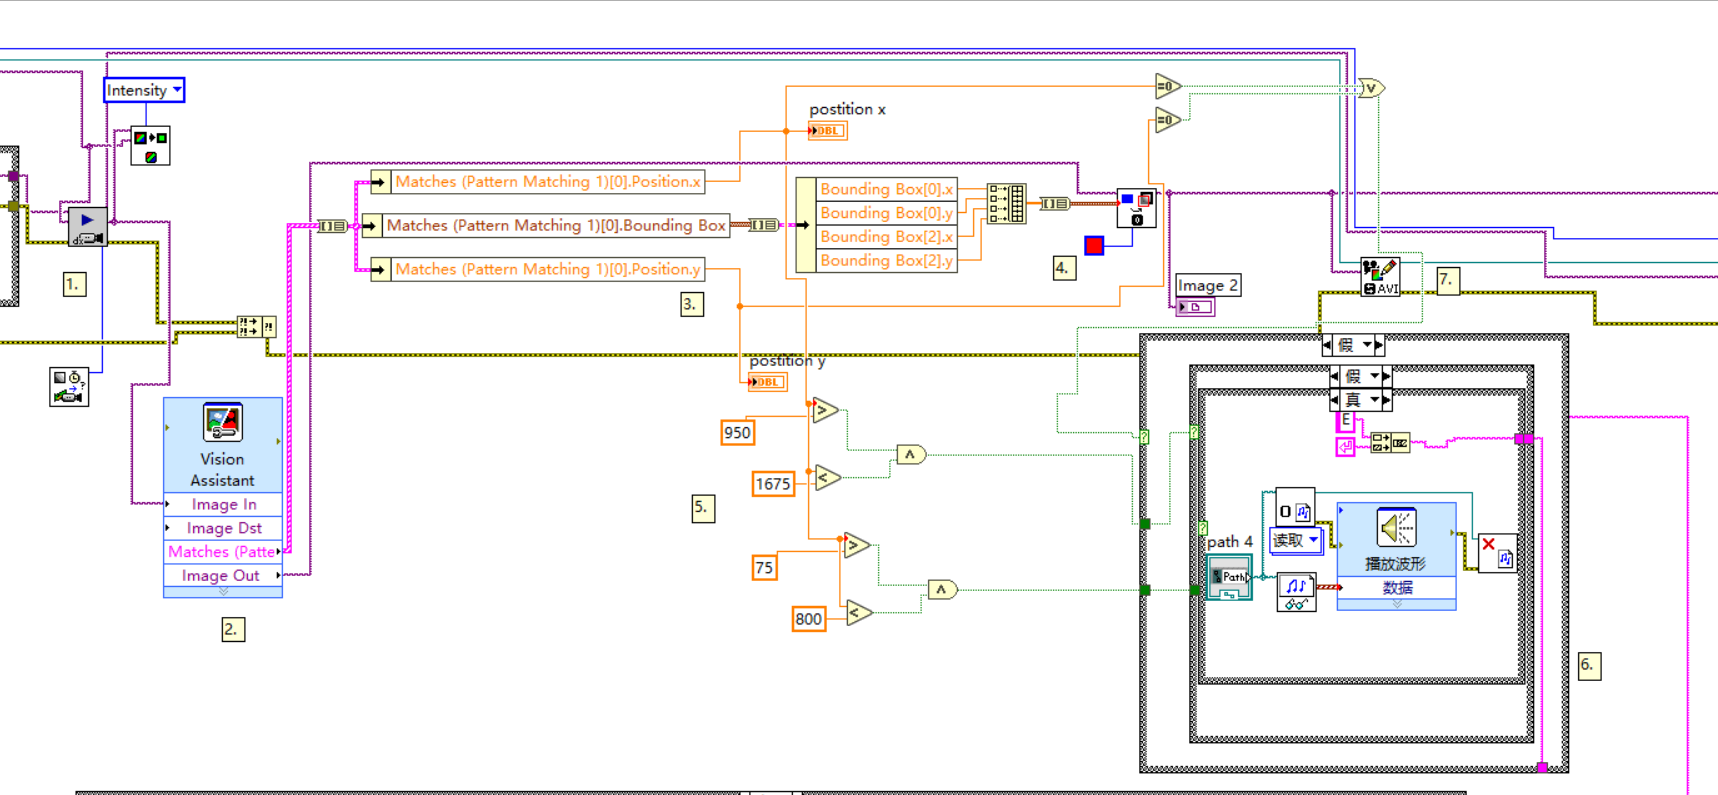 Intensity
postition x
DBL
=0
=0
V
Matches (Pattern Matching 1)[0].Position.x
Matches (Pattern Matching 1)[0].Bounding Box
Matches (Pattern Matching 1)[0].Position.y
Bounding Box[0].x
Bounding Box[0].y
Bounding Box[2].x
Bounding Box[2].y
4.
Image 2
AVI
7.
1.
3.
postition y
DBL
假
假
真
E
950
>
Λ
1675
<
5.
75
>
Λ
800
<
Vision
Assistant
Image In
Image Dst
Matches (Patte
Image Out
2.
path 4
Path
读取
播放波形
数据
6.